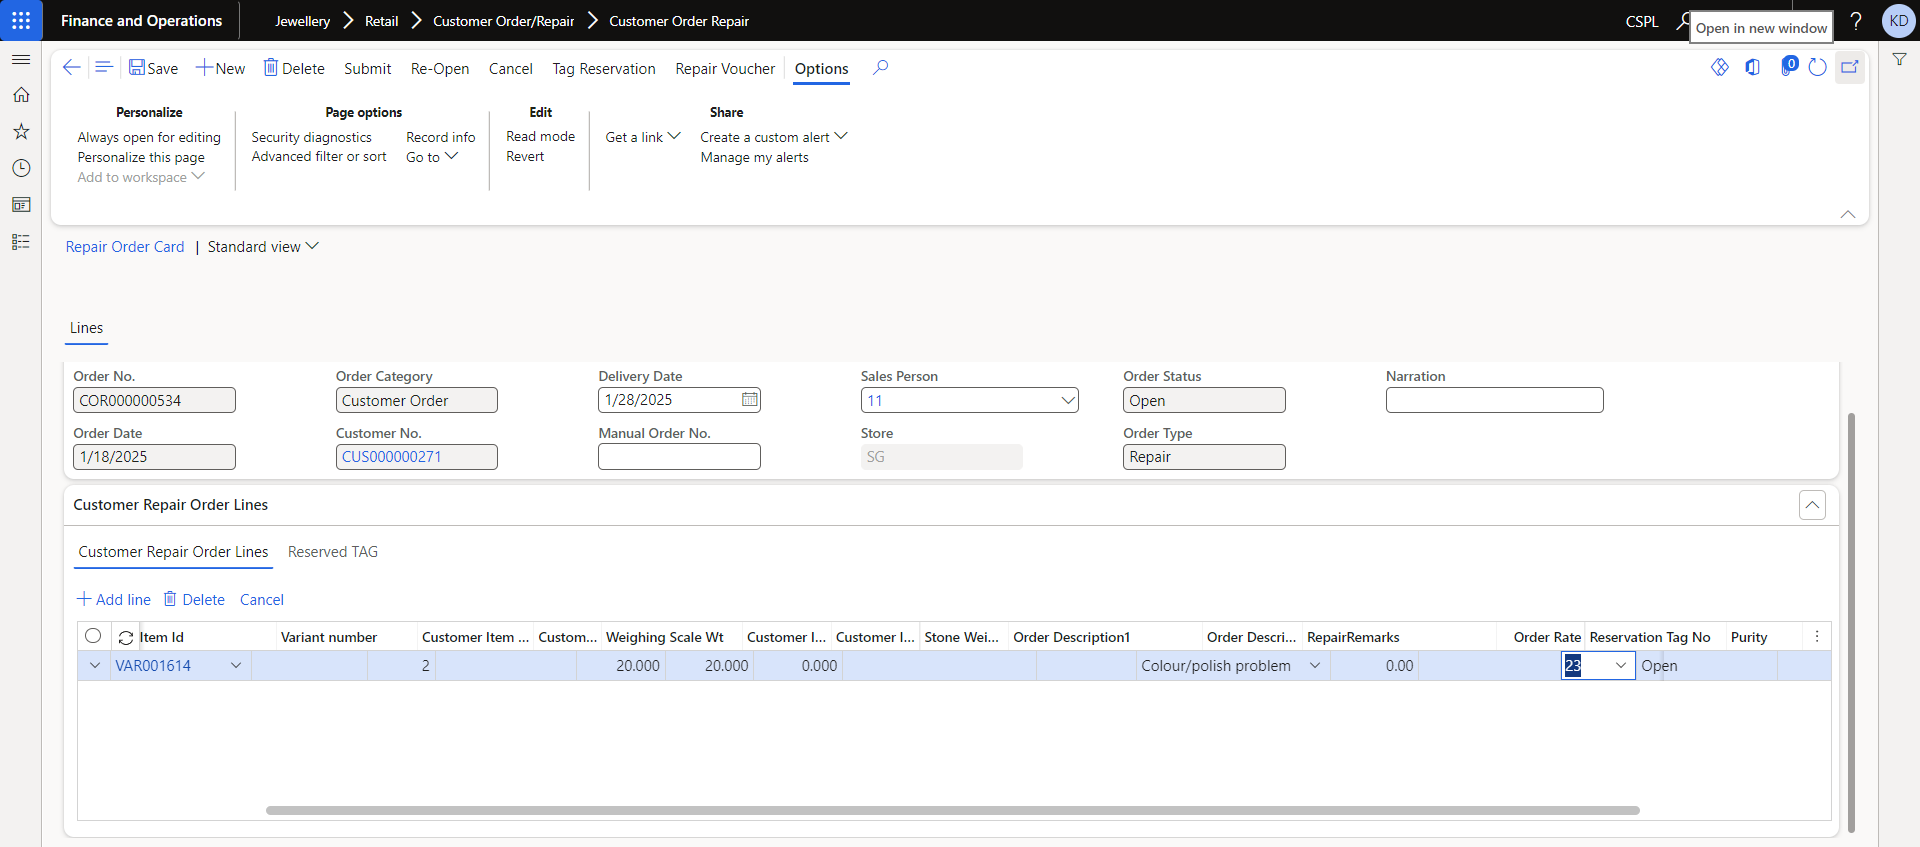 Finance and Operations
Jewellery
Retail
Customer Order/Repair
Customer Order Repair
CSPL
Open in new window
?
KD
Save
New
Delete
Submit
Re-Open
Cancel
Tag Reservation
Repair Voucher
Options
0
Personalize
Always open for editing
Personalize this page
Add to workspace
Page options
Security diagnostics
Advanced filter or sort
Record info
Go to
Edit
Read mode
Revert
Share
Get a link
Create a custom alert
Manage my alerts
Repair Order Card | Standard view
Lines
Order No.
COR000000534
Order Category
Customer Order
Delivery Date
1/28/2025
Sales Person
11
Order Status
Open
Narration
Order Date
1/18/2025
Customer No.
CUS000000271
Manual Order No.
Store
SG
Order Type
Repair
Customer Repair Order Lines
Customer Repair Order Lines
Reserved TAG
Add line
Delete
Cancel
Item Id Variant number Customer Item ... Custom... Weighing Scale Wt Customer I... Customer I... Stone Wei... Order Description1 Order Descri... RepairRemarks Order Rate Reservation Tag No Purity
VAR001614 2 20.000 20.000 0.000 Colour/polish problem 0.00 23 Open